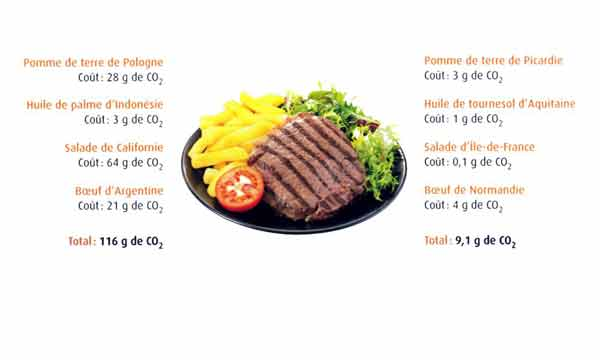 Pomme de terre de Pologne
Coût : 28 g de CO2
Huile de palme d'Indonésie
Coût : 3 g de CO2
Salade de Californie
Coût : 64 g de CO2
Bœuf d'Argentine
Coût : 21 g de CO2
Total : 116 g de CO2
Pomme de terre de Picardie
Coût : 3 g de CO2
Huile de tournesol d'Aquitaine
Coût : 1 g de CO2
Salade d'Île-de-France
Coût : 0,1 g de CO2
Bœuf de Normandie
Coût : 4 g de CO2
Total : 9,1 g de CO2